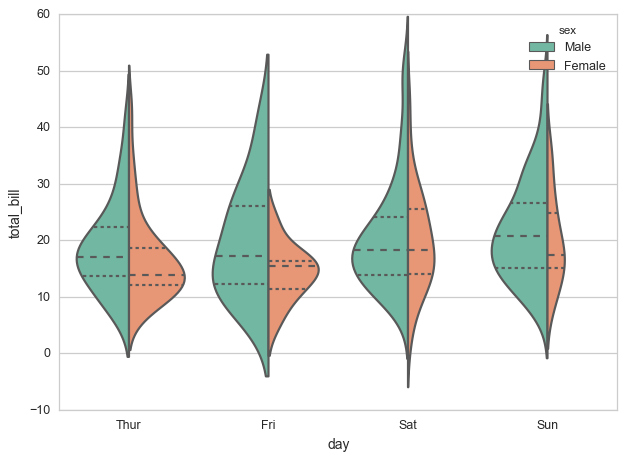 60
50
40
30
20
10
0
−10
total_bill
sex
Male
Female
Thur
Fri
Sat
Sun
day